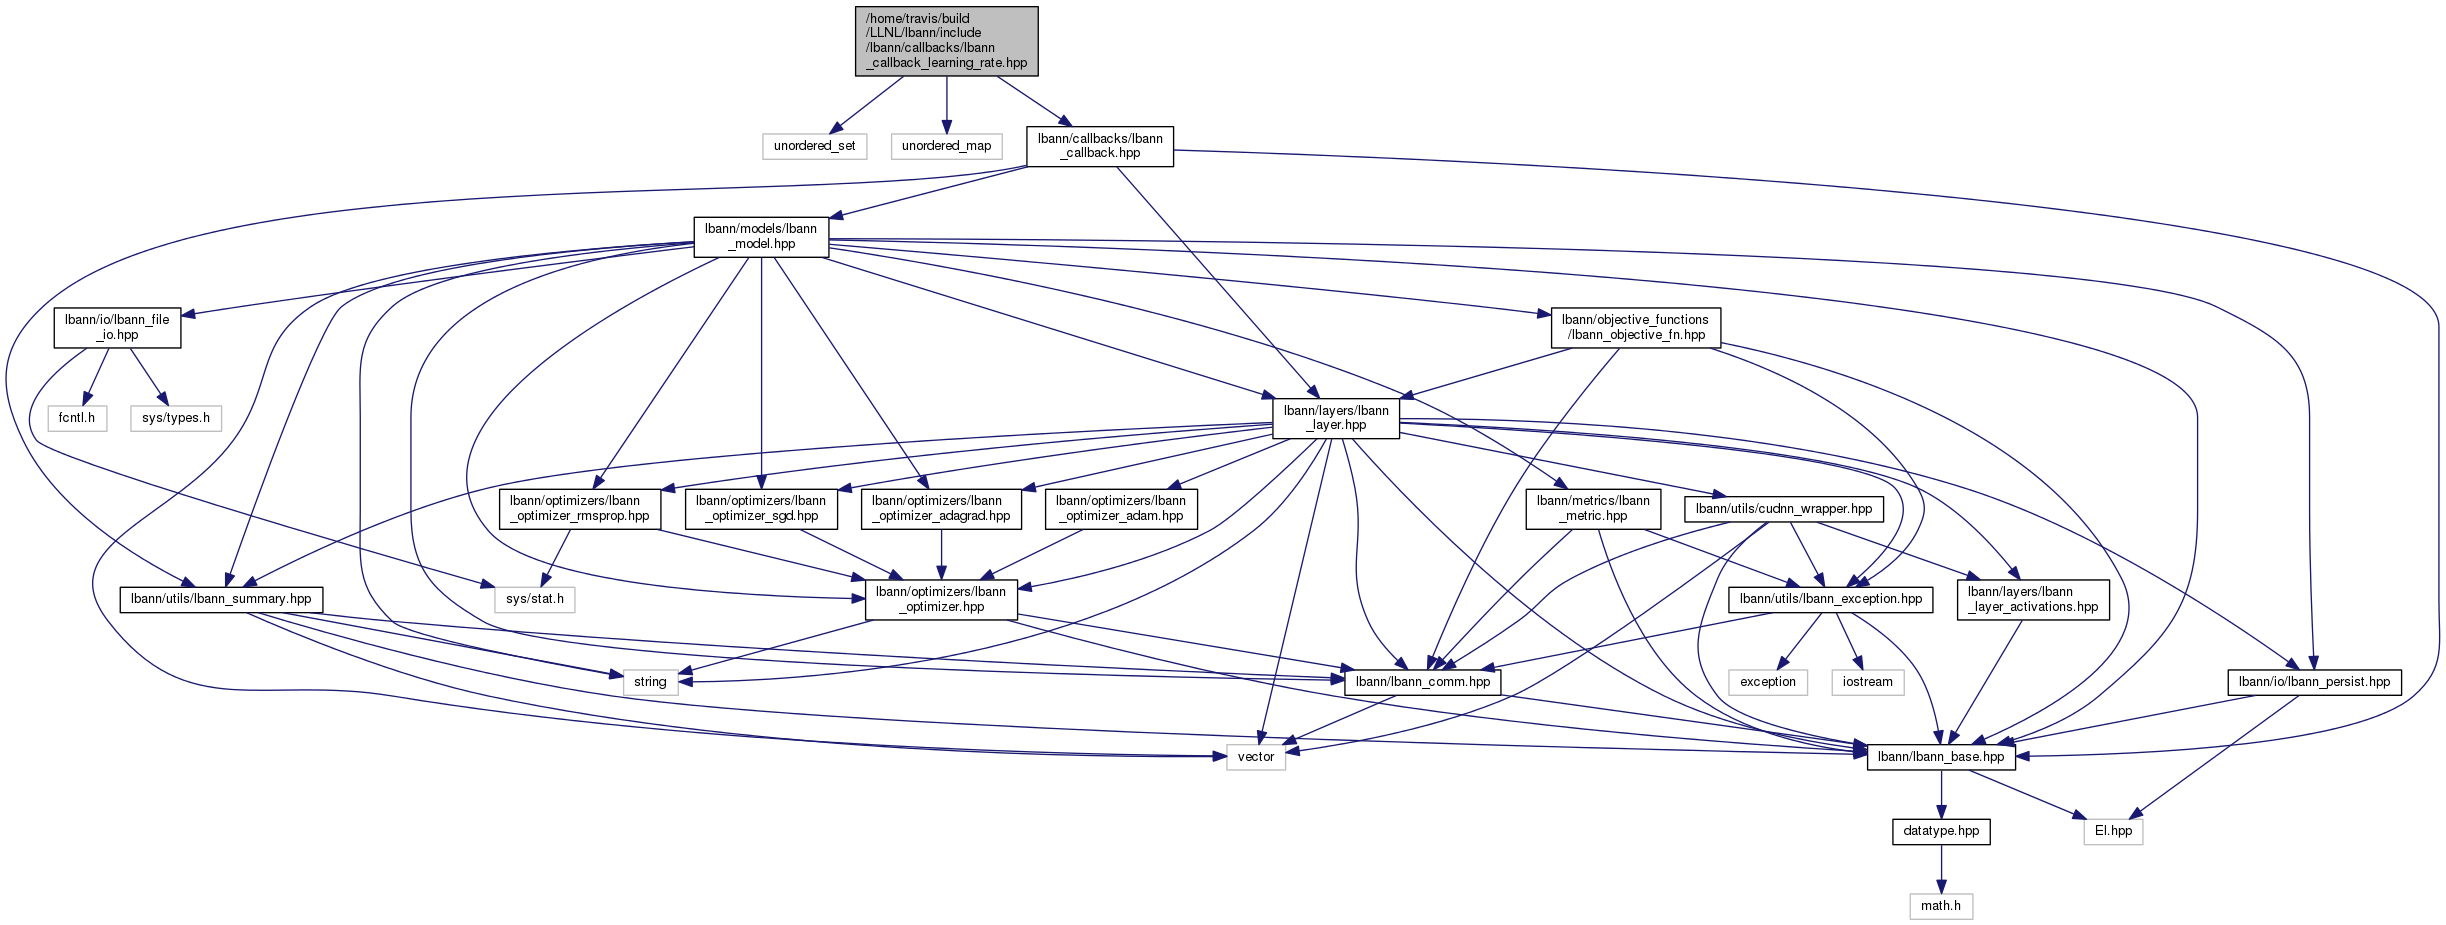 /home/travis/build
/LLNL/lbann/include
/lbann/callbacks/lbann
_callback_learning_rate.hpp
unordered_set
unordered_map
lbann/callbacks/lbann
_callback.hpp
lbann/models/lbann
_model.hpp
lbann/io/lbann_file
_io.hpp
lbann/objective_functions
/lbann_objective_fn.hpp
fcntl.h
sys/types.h
lbann/layers/lbann
_layer.hpp
lbann/optimizers/lbann
_optimizer_rmsprop.hpp
lbann/optimizers/lbann
_optimizer_sgd.hpp
lbann/optimizers/lbann
_optimizer_adagrad.hpp
lbann/optimizers/lbann
_optimizer_adam.hpp
lbann/metrics/lbann
_metric.hpp
lbann/utils/cudnn_wrapper.hpp
lbann/utils/lbann_summary.hpp
sys/stat.h
lbann/optimizers/lbann
_optimizer.hpp
lbann/utils/lbann_exception.hpp
lbann/layers/lbann
_layer_activations.hpp
string
lbann/lbann_comm.hpp
exception
iostream
lbann/io/lbann_persist.hpp
vector
lbann/lbann_base.hpp
datatype.hpp
El.hpp
math.h